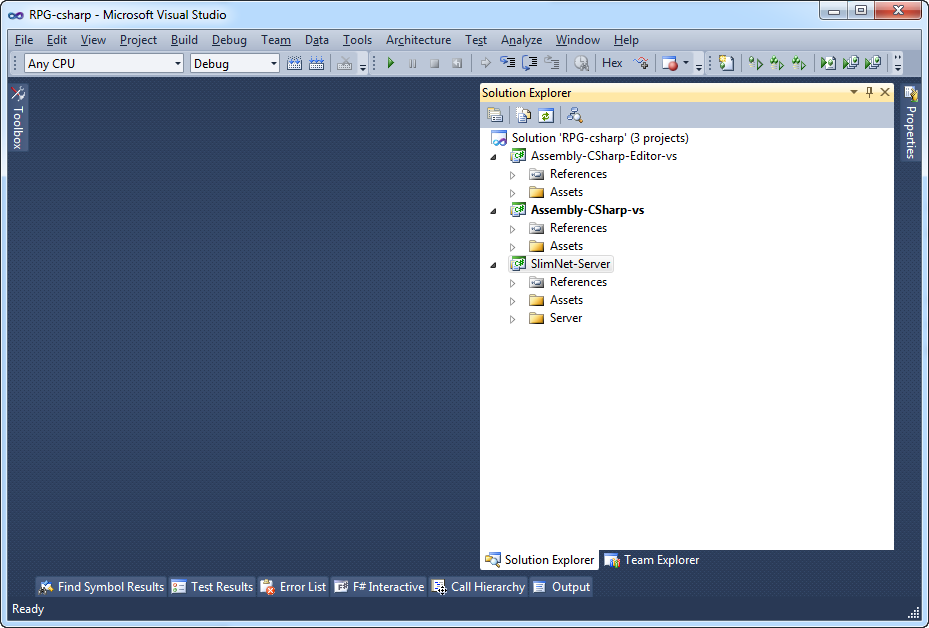 RPG-csharp - Microsoft Visual Studio
File Edit View Project Build Debug Team Data Tools Architecture Test Analyze Window Help
Any CPU Debug Hex
Toolbox
Solution Explorer
Properties
Solution 'RPG-csharp' (3 projects)
Assembly-CSharp-Editor-vs
References
Assets
Assembly-CSharp-vs
References
Assets
SlimNet-Server
References
Assets
Server
Solution Explorer Team Explorer
Find Symbol Results Test Results Error List F# Interactive Call Hierarchy Output
Ready